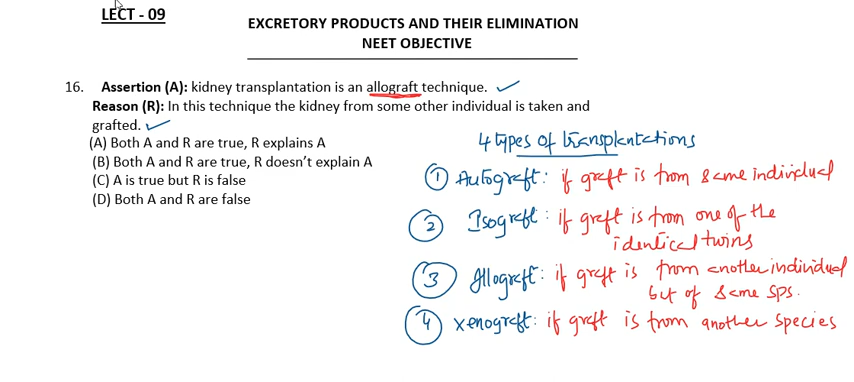 LECT - 09
EXCRETORY PRODUCTS AND THEIR ELIMINATION
NEET OBJECTIVE
16. Assertion (A): kidney transplantation is an allograft technique.
Reason (R): In this technique the kidney from some other individual is taken and
grafted.
(A) Both A and R are true, R explains A
(B) Both A and R are true, R doesn't explain A
(C) A is true but R is false
(D) Both A and R are false
4 types of transplantations
1 Autograft: if graft is from same individual
2 Isograft: if graft is from one of the
identical twins
3 Allograft: if graft is from another individual
but of same sps.
4 Xenograft: if graft is from another species